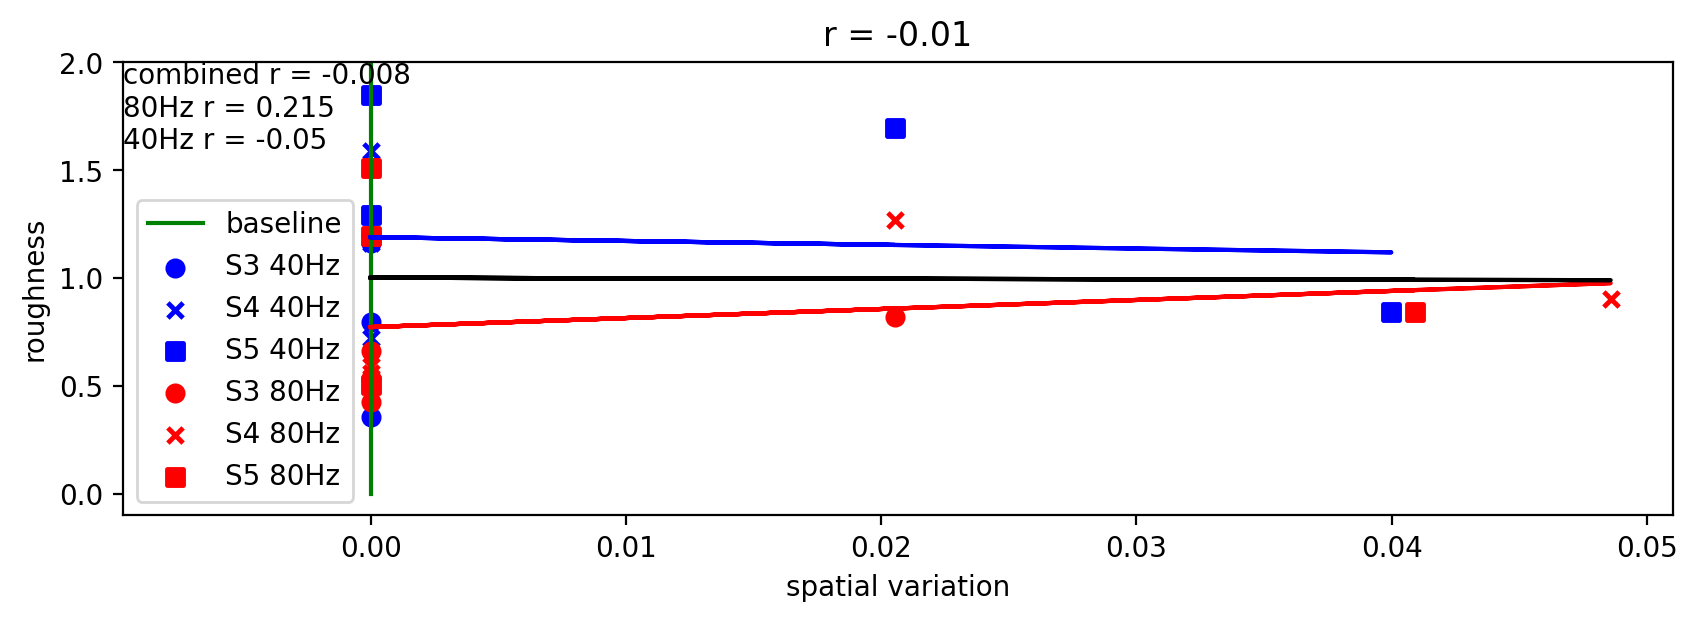 r = -0.01
combined r = -0.008
80Hz r = 0.215
40Hz r = -0.05
2.0
1.5
1.0
0.5
0.0
roughness
baseline
S3 40Hz
S4 40Hz
S5 40Hz
S3 80Hz
S4 80Hz
S5 80Hz
0.00 0.01 0.02 0.03 0.04 0.05
spatial variation